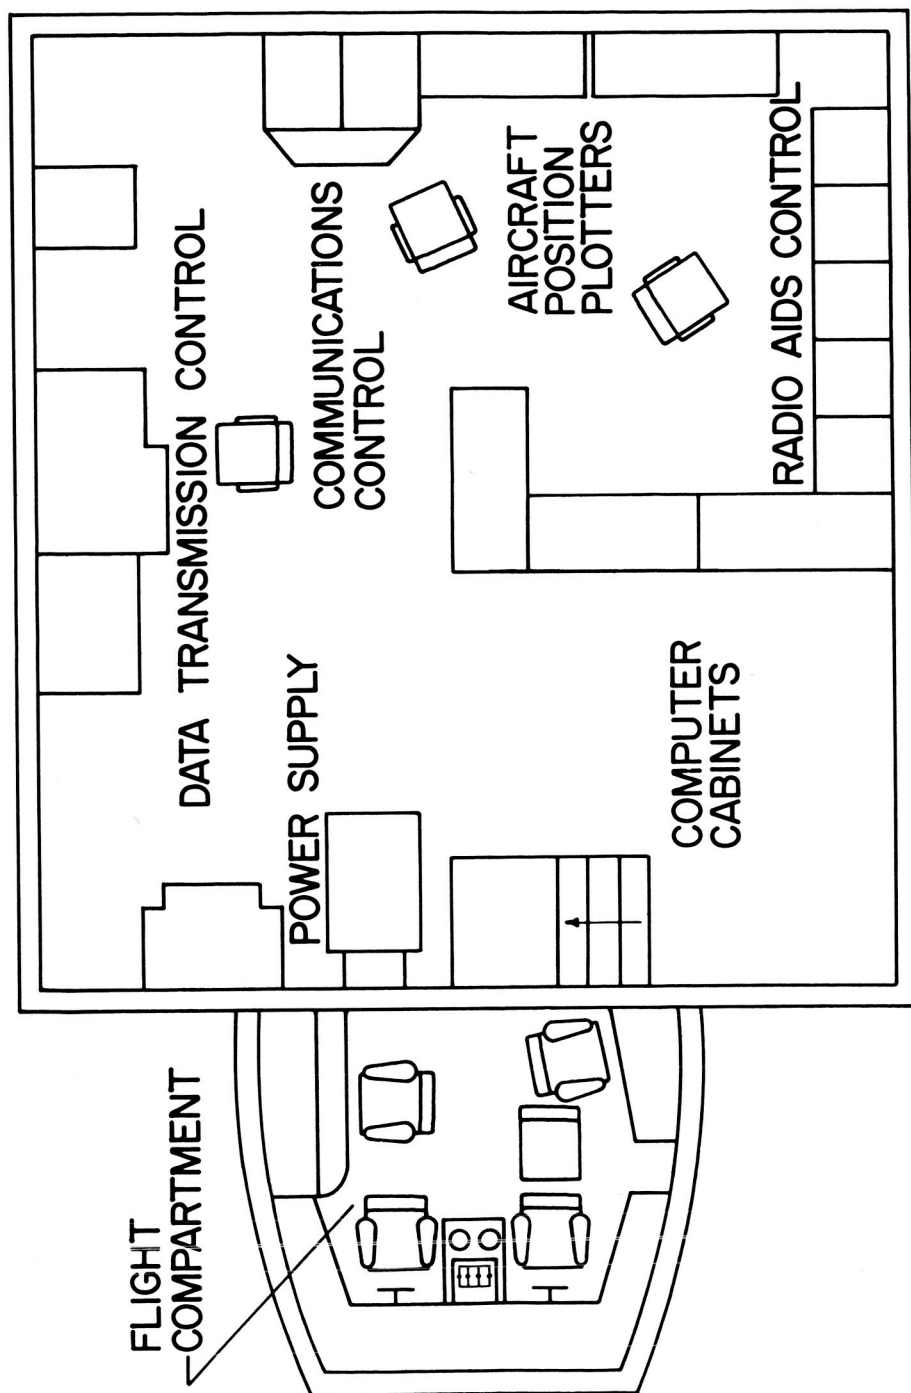 FLIGHT
COMPARTMENT
DATA TRANSMISSION CONTROL
POWER SUPPLY
COMMUNICATIONS
CONTROL
AIRCRAFT
POSITION
PLOTTERS
COMPUTER
CABINETS
RADIO AIDS CONTROL